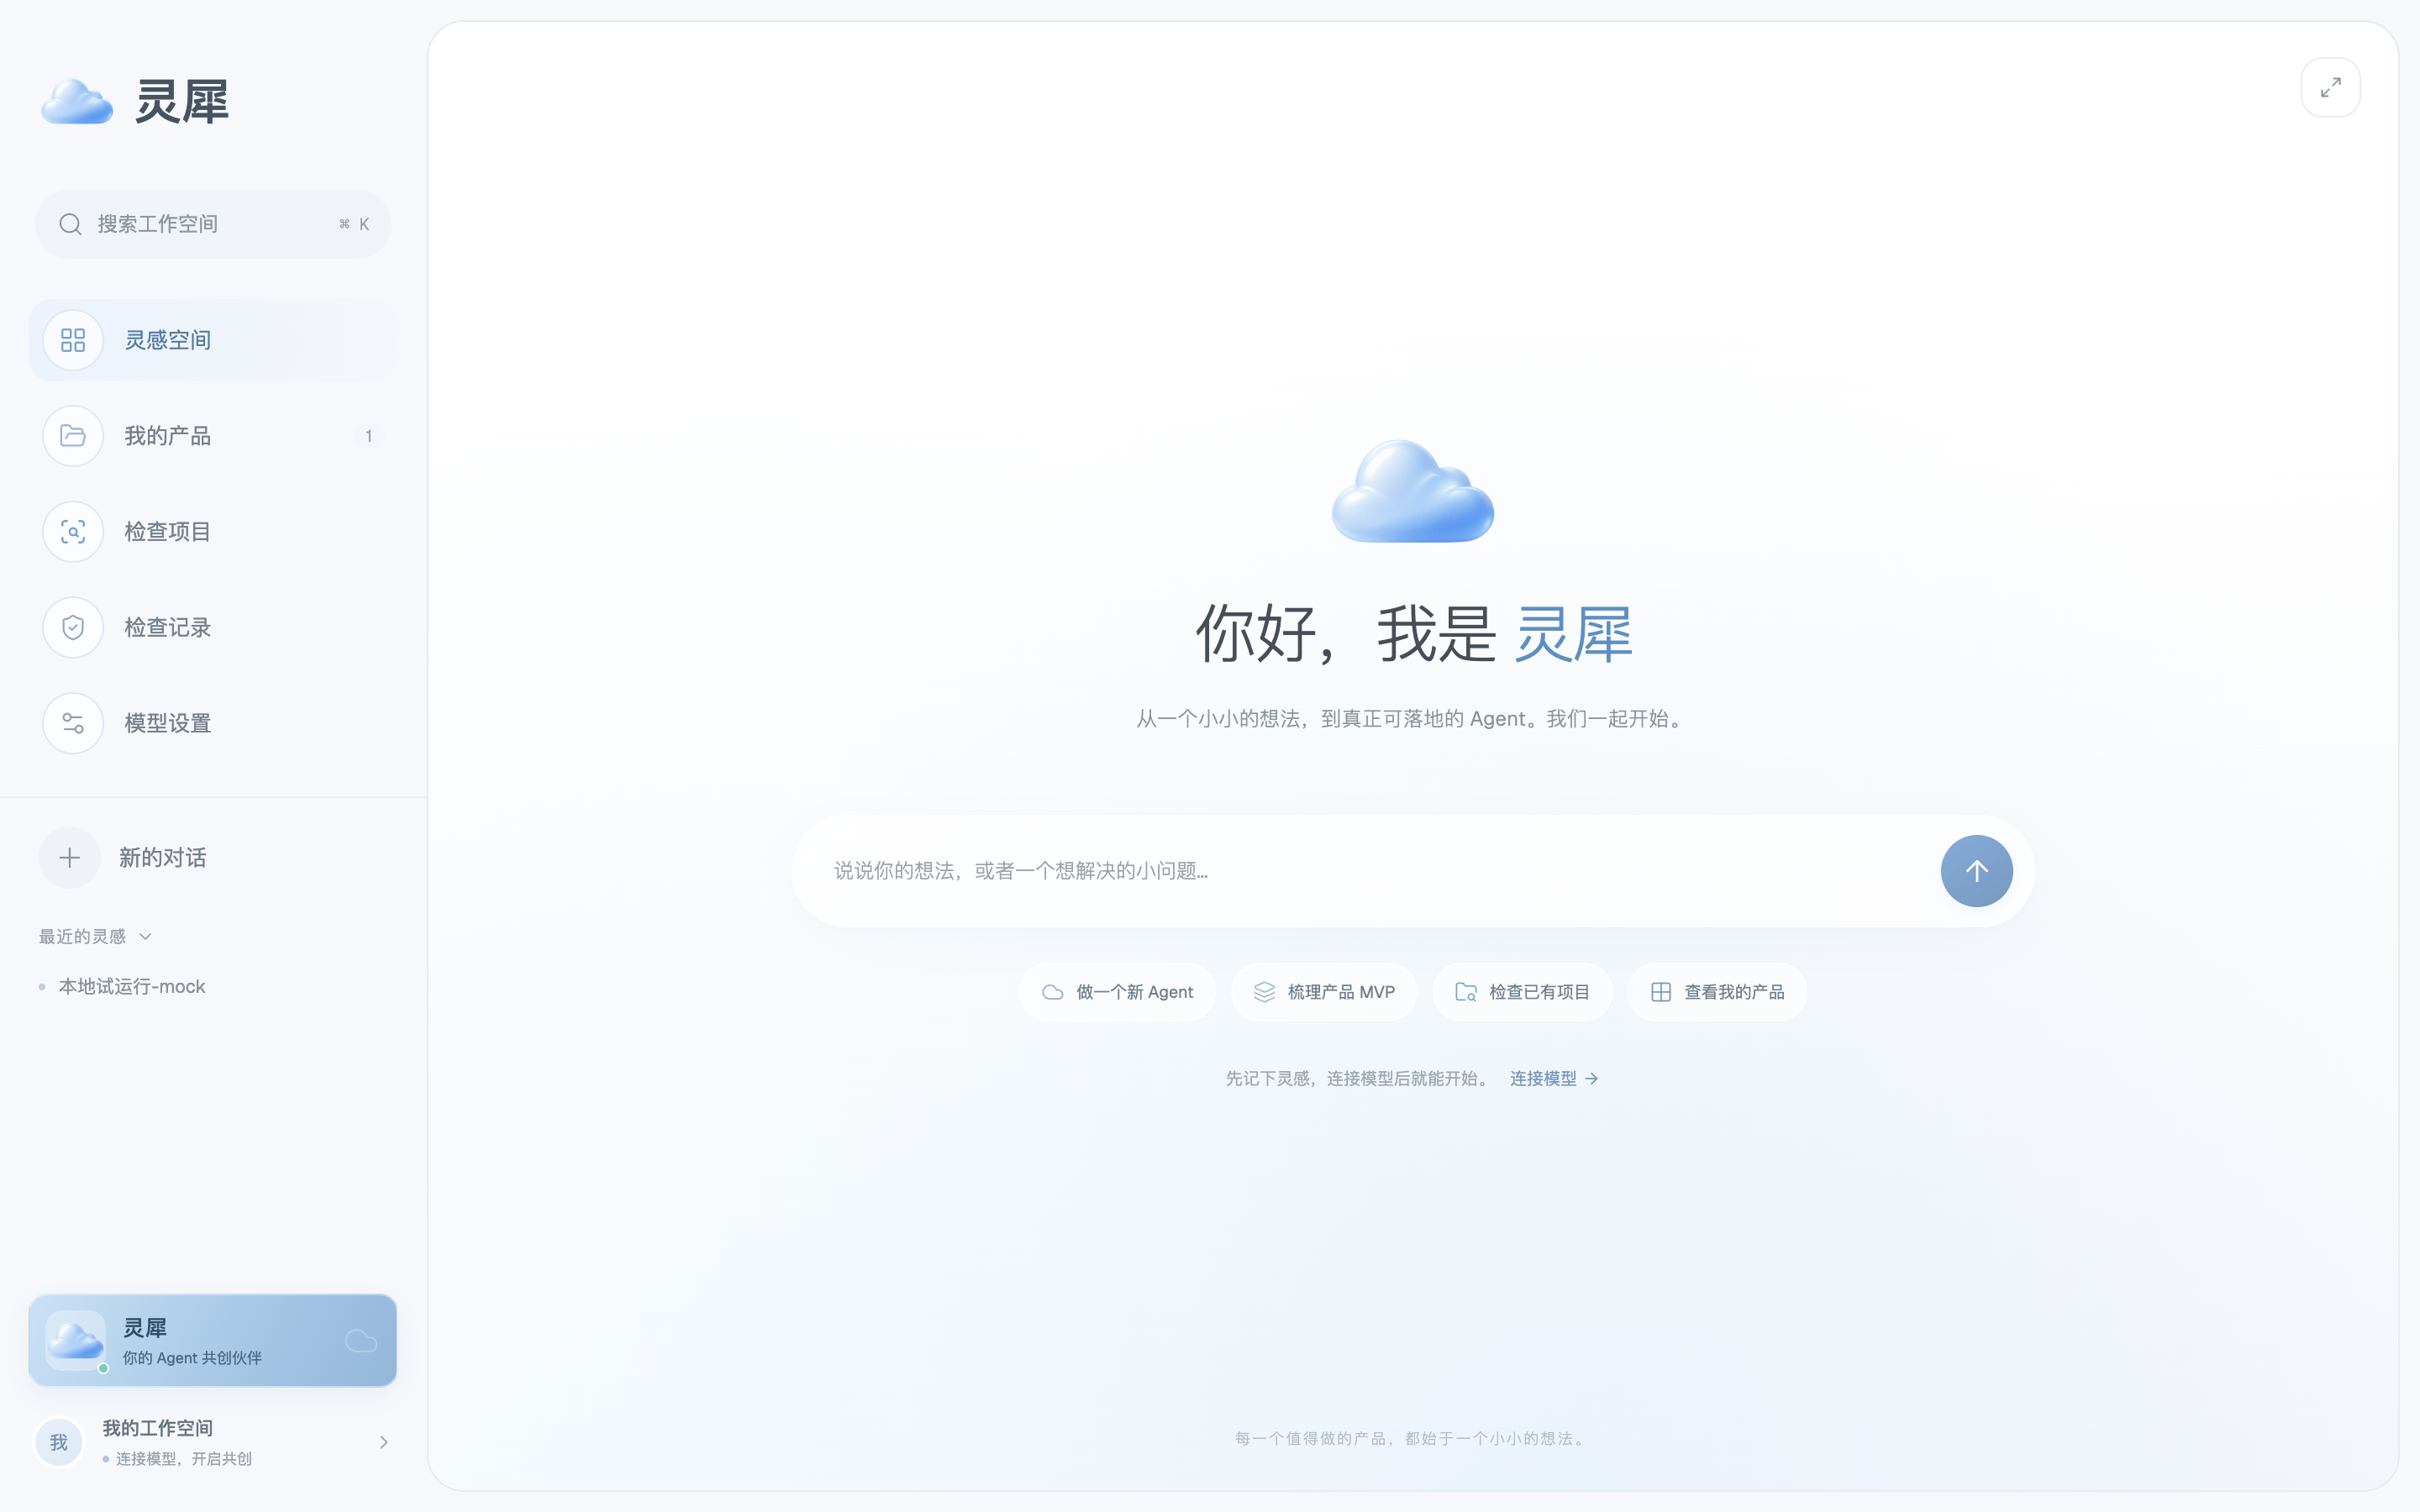 灵犀
搜索工作空间 ⌘ K
灵感空间
我的产品 1
检查项目
检查记录
模型设置
新的对话
最近的灵感
本地试运行-mock
灵犀
你的 Agent 共创伙伴
我
我的工作空间
连接模型，开启共创
你好，我是 灵犀
从一个小小的想法，到真正可落地的 Agent。我们一起开始。
说说你的想法，或者一个想解决的小问题…
做一个新 Agent 梳理产品 MVP 检查已有项目 查看我的产品
先记下灵感，连接模型后就能开始。 连接模型 →
每一个值得做的产品，都始于一个小小的想法。